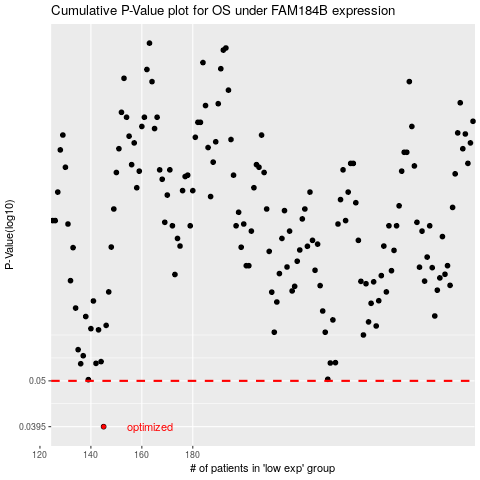 Cumulative P-Value plot for OS under FAM184B expression
P-Value(log10)
0.05
0.0395
optimized
120 140 160 180
# of patients in 'low exp' group